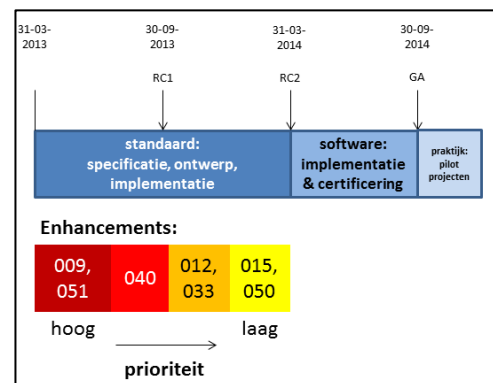 31-03-
2013
30-09-
2013
31-03-
2014
30-09-
2014
RC1
RC2
GA
standaard:
specificatie, ontwerp,
implementatie
software:
implementatie
& certificering
praktijk:
pilot
projecten
Enhancements:
009,
051
040
012,
033
015,
050
hoog
laag
prioriteit